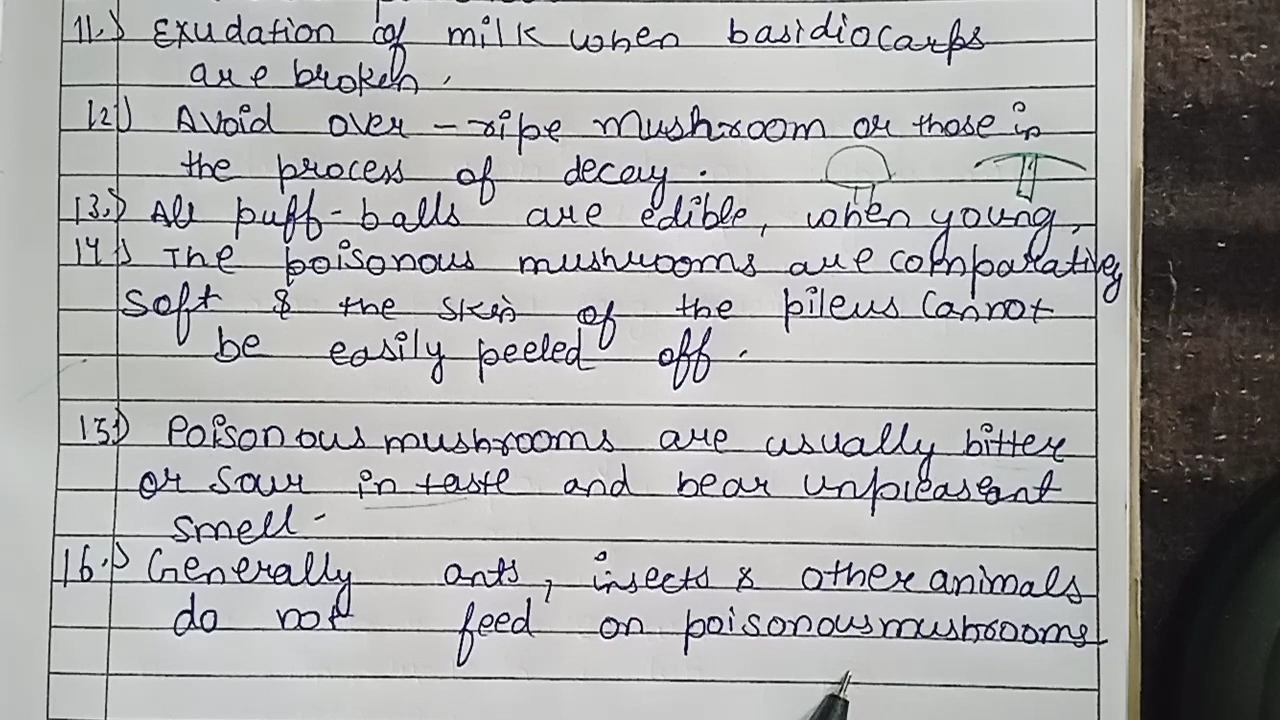 11.) Exudation of milk when basidiocarps
are broken.
12) Avoid over-ripe mushroom or those in
the process of decay.
13.) All puff-balls are edible, when young.
14) The poisonous mushrooms are comparatively
soft & the skin of the pileus cannot
be easily peeled off.
15) Poisonous mushrooms are usually bitter
or sour in taste and bear unpleasant
smell-
16.) Generally ants, insects & other animals
do not feed on poisonous mushrooms